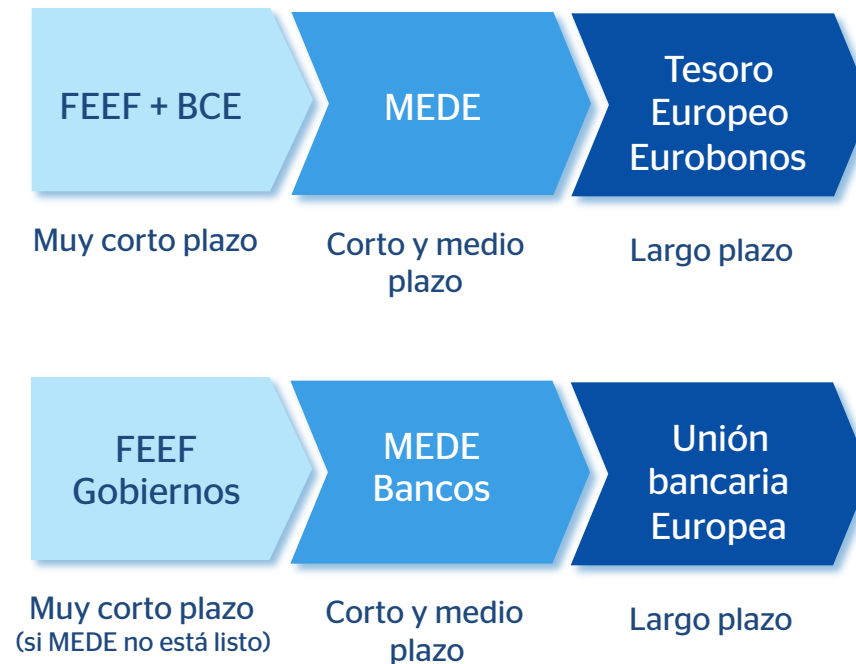 FEEF + BCE
MEDE
Tesoro
Europeo
Eurobonos
Muy corto plazo
Corto y medio
plazo
Largo plazo
FEEF
Gobiernos
MEDE
Bancos
Unión
bancaria
Europea
Muy corto plazo
(si MEDE no está listo)
Corto y medio
plazo
Largo plazo